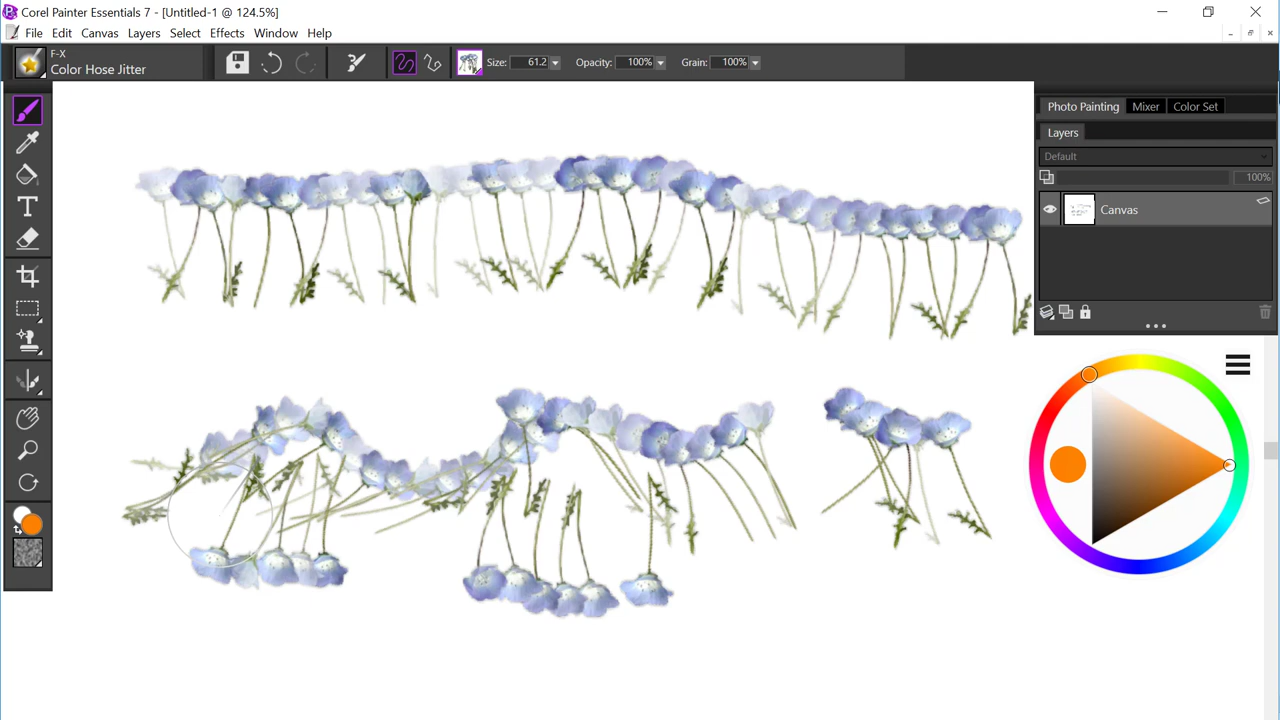 Corel Painter Essentials 7 - [Untitled-1 @ 124.5%]
File Edit Canvas Layers Select Effects Window Help
F-X
Color Hose Jitter
Size: 61.2 Opacity: 100% Grain: 100%
Photo Painting Mixer Color Set
Layers
Default
100%
Canvas